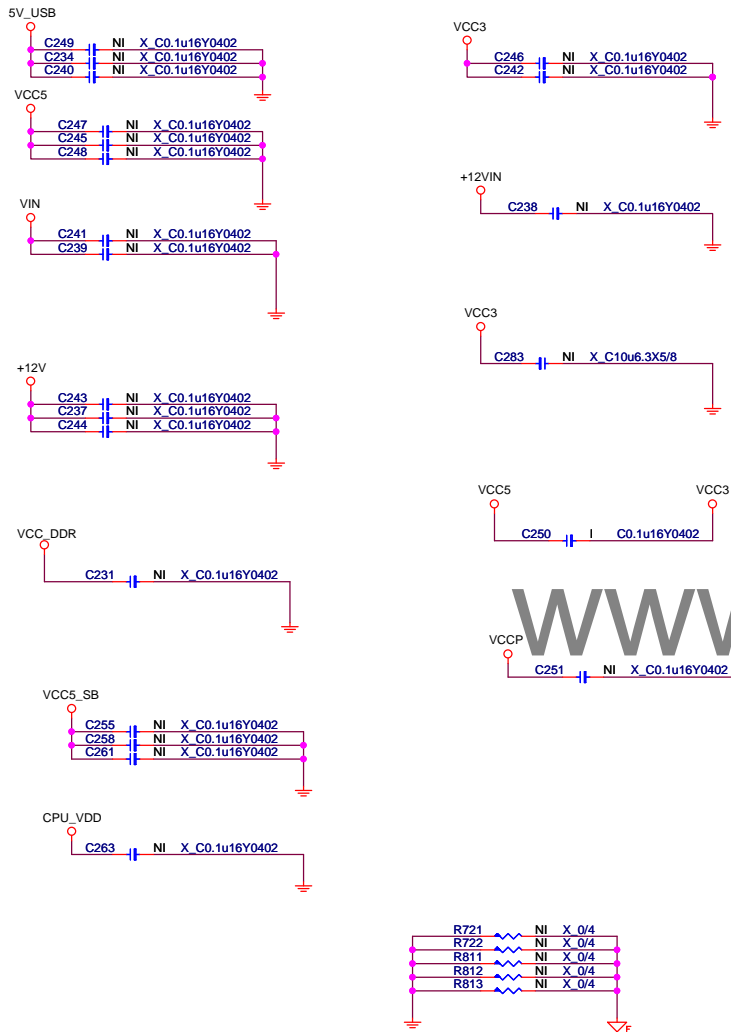 5V_USB
C249 NI X_C0.1u16Y0402
C234 NI X_C0.1u16Y0402
C240 NI X_C0.1u16Y0402
VCC5
C247 NI X_C0.1u16Y0402
C245 NI X_C0.1u16Y0402
C248 NI X_C0.1u16Y0402
VIN
C241 NI X_C0.1u16Y0402
C239 NI X_C0.1u16Y0402
+12V
C243 NI X_C0.1u16Y0402
C237 NI X_C0.1u16Y0402
C244 NI X_C0.1u16Y0402
VCC_DDR
C231 NI X_C0.1u16Y0402
VCC5_SB
C255 NI X_C0.1u16Y0402
C258 NI X_C0.1u16Y0402
C261 NI X_C0.1u16Y0402
CPU_VDD
C263 NI X_C0.1u16Y0402
VCC3
C246 NI X_C0.1u16Y0402
C242 NI X_C0.1u16Y0402
+12VIN
C238 NI X_C0.1u16Y0402
VCC3
C283 NI X_C10u6.3X5/8
VCC5 VCC3
C250 I C0.1u16Y0402
WWW
VCCP
C251 NI X_C0.1u16Y0402
R721 NI X_0/4
R722 NI X_0/4
R811 NI X_0/4
R812 NI X_0/4
R813 NI X_0/4
F